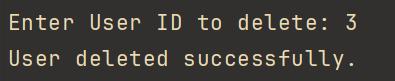 Enter User ID to delete: 3
User deleted successfully.